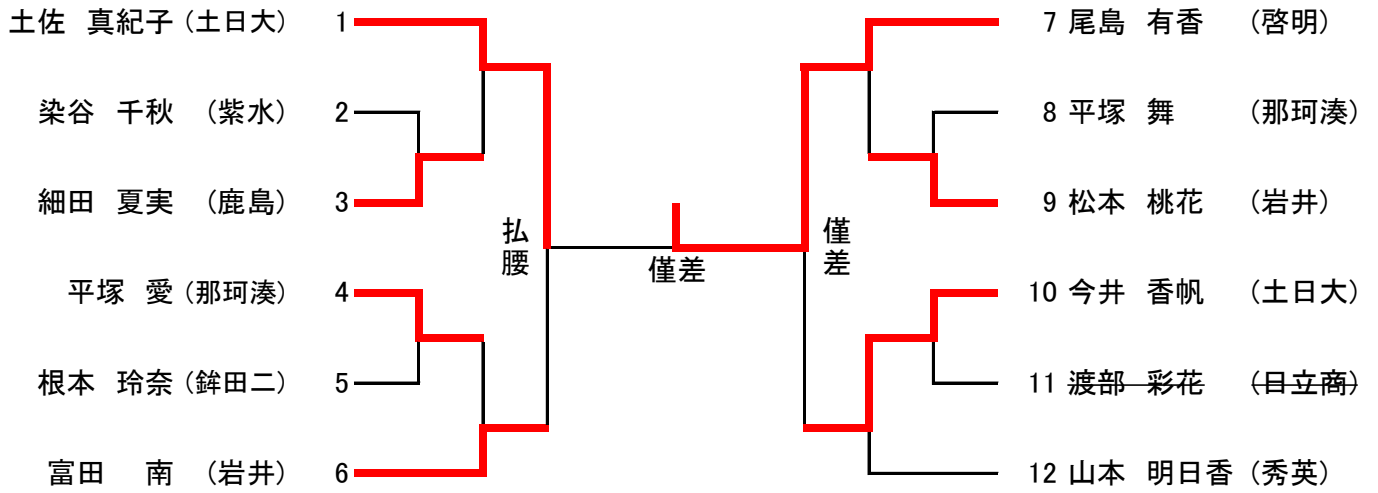 土佐 真紀子 (土日大) 1
染谷 千秋 (紫水) 2
細田 夏実 (鹿島) 3
平塚 愛 (那珂湊) 4
根本 玲奈 (鉾田二) 5
富田 南 (岩井) 6
払腰
僅差
僅差
7 尾島 有香 (啓明)
8 平塚 舞 (那珂湊)
9 松本 桃花 (岩井)
10 今井 香帆 (土日大)
11 渡部 彩花 (日立商)
12 山本 明日香 (秀英)